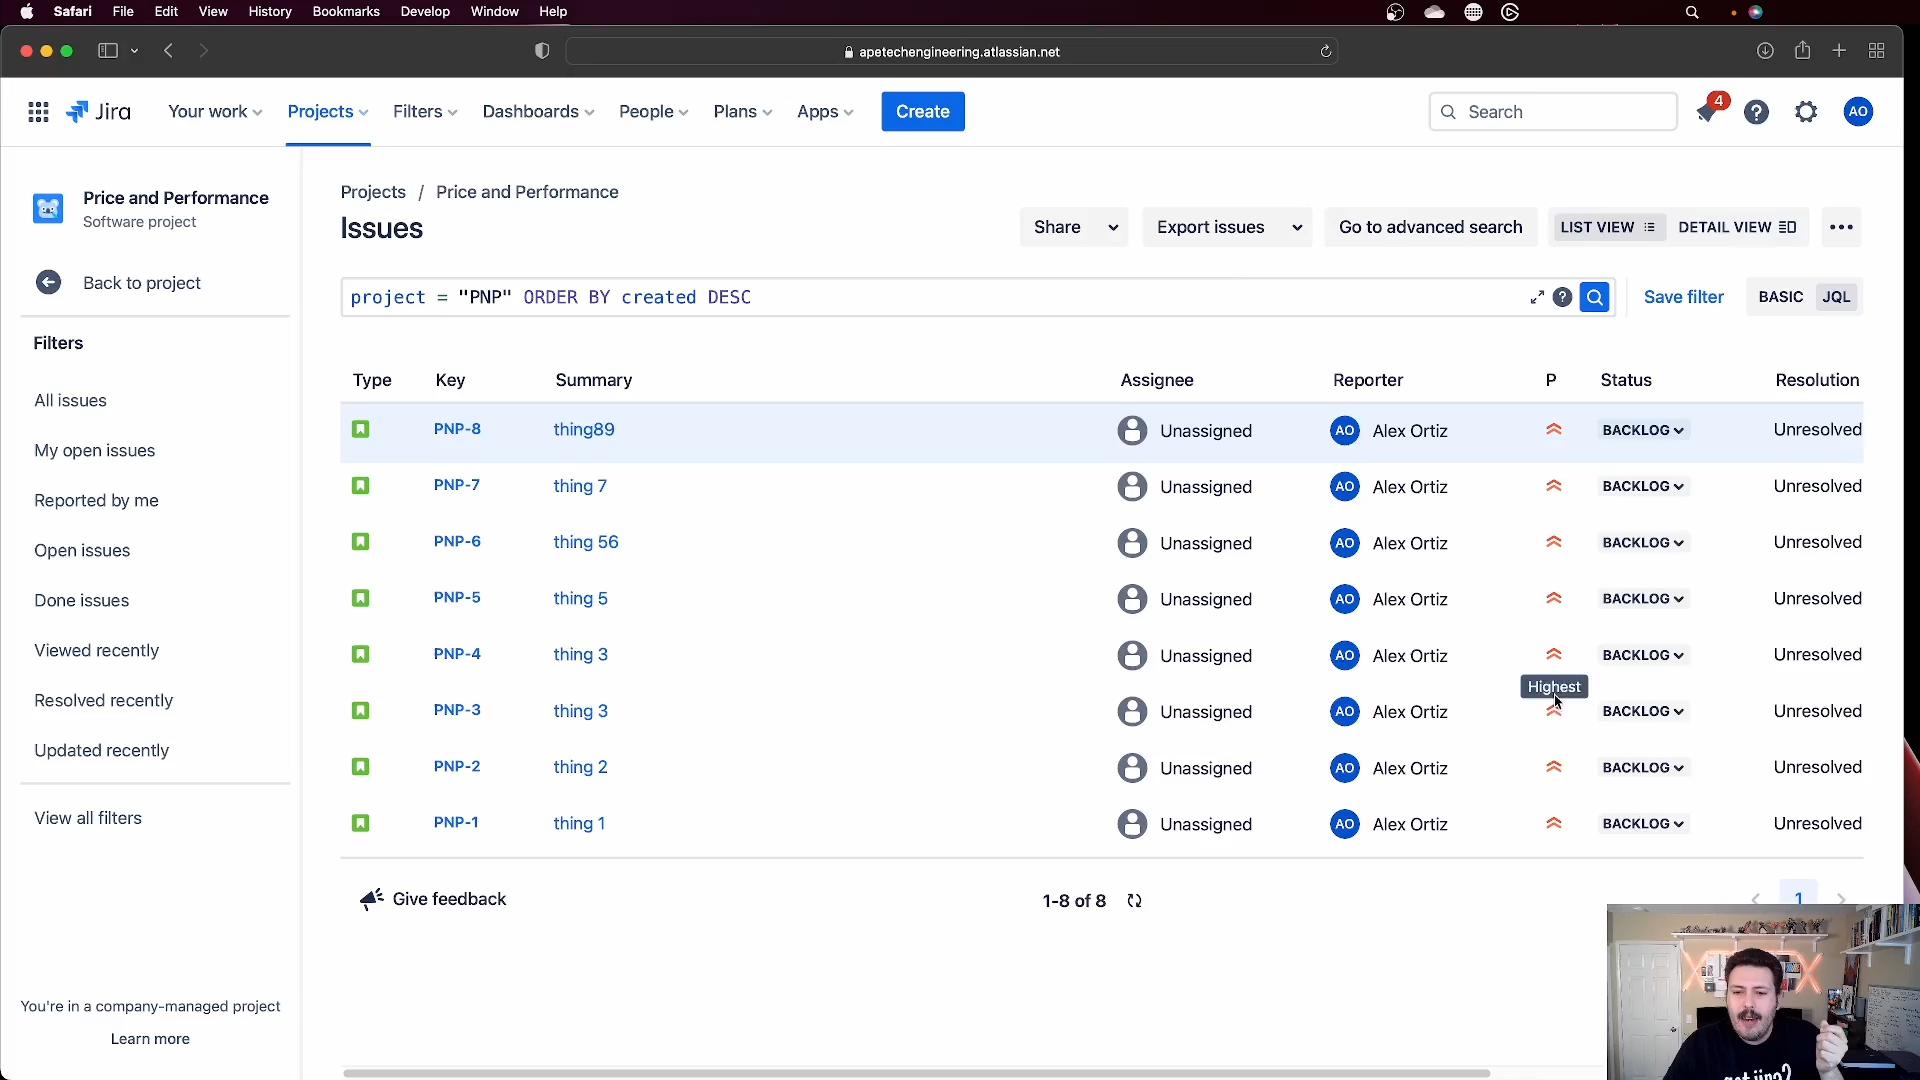 Safari File Edit View History Bookmarks Develop Window Help
apetechengineering.atlassian.net
Jira Your work Projects Filters Dashboards People Plans Apps Create Search 4 AO
Price and Performance
Software project
Back to project
Filters
All issues
My open issues
Reported by me
Open issues
Done issues
Viewed recently
Resolved recently
Updated recently
View all filters
You're in a company-managed project
Learn more
Projects / Price and Performance
Issues
Share Export issues Go to advanced search LIST VIEW DETAIL VIEW
project = "PNP" ORDER BY created DESC
Save filter BASIC JQL
Type Key Summary Assignee Reporter P Status Resolution
PNP-8 thing89 Unassigned AO Alex Ortiz BACKLOG Unresolved
PNP-7 thing 7 Unassigned AO Alex Ortiz BACKLOG Unresolved
PNP-6 thing 56 Unassigned AO Alex Ortiz BACKLOG Unresolved
PNP-5 thing 5 Unassigned AO Alex Ortiz BACKLOG Unresolved
PNP-4 thing 3 Unassigned AO Alex Ortiz BACKLOG Unresolved
Highest
PNP-3 thing 3 Unassigned AO Alex Ortiz BACKLOG Unresolved
PNP-2 thing 2 Unassigned AO Alex Ortiz BACKLOG Unresolved
PNP-1 thing 1 Unassigned AO Alex Ortiz BACKLOG Unresolved
Give feedback
1-8 of 8
1
got jira?